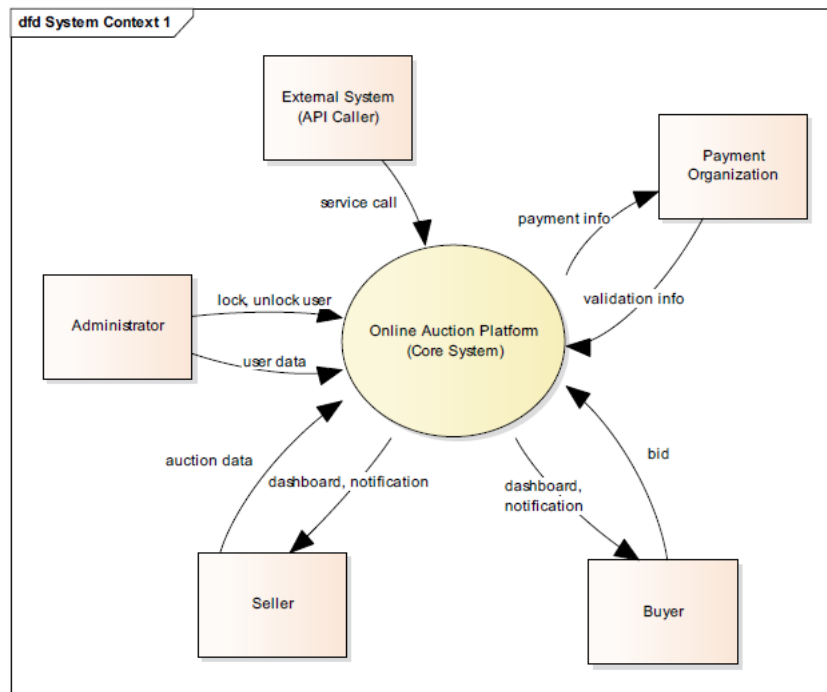 dfd System Context 1
External System
(API Caller)
Payment
Organization
service call
payment info
validation info
Administrator
lock, unlock user
user data
Online Auction Platform
(Core System)
auction data
dashboard, notification
dashboard,
notification
bid
Seller
Buyer